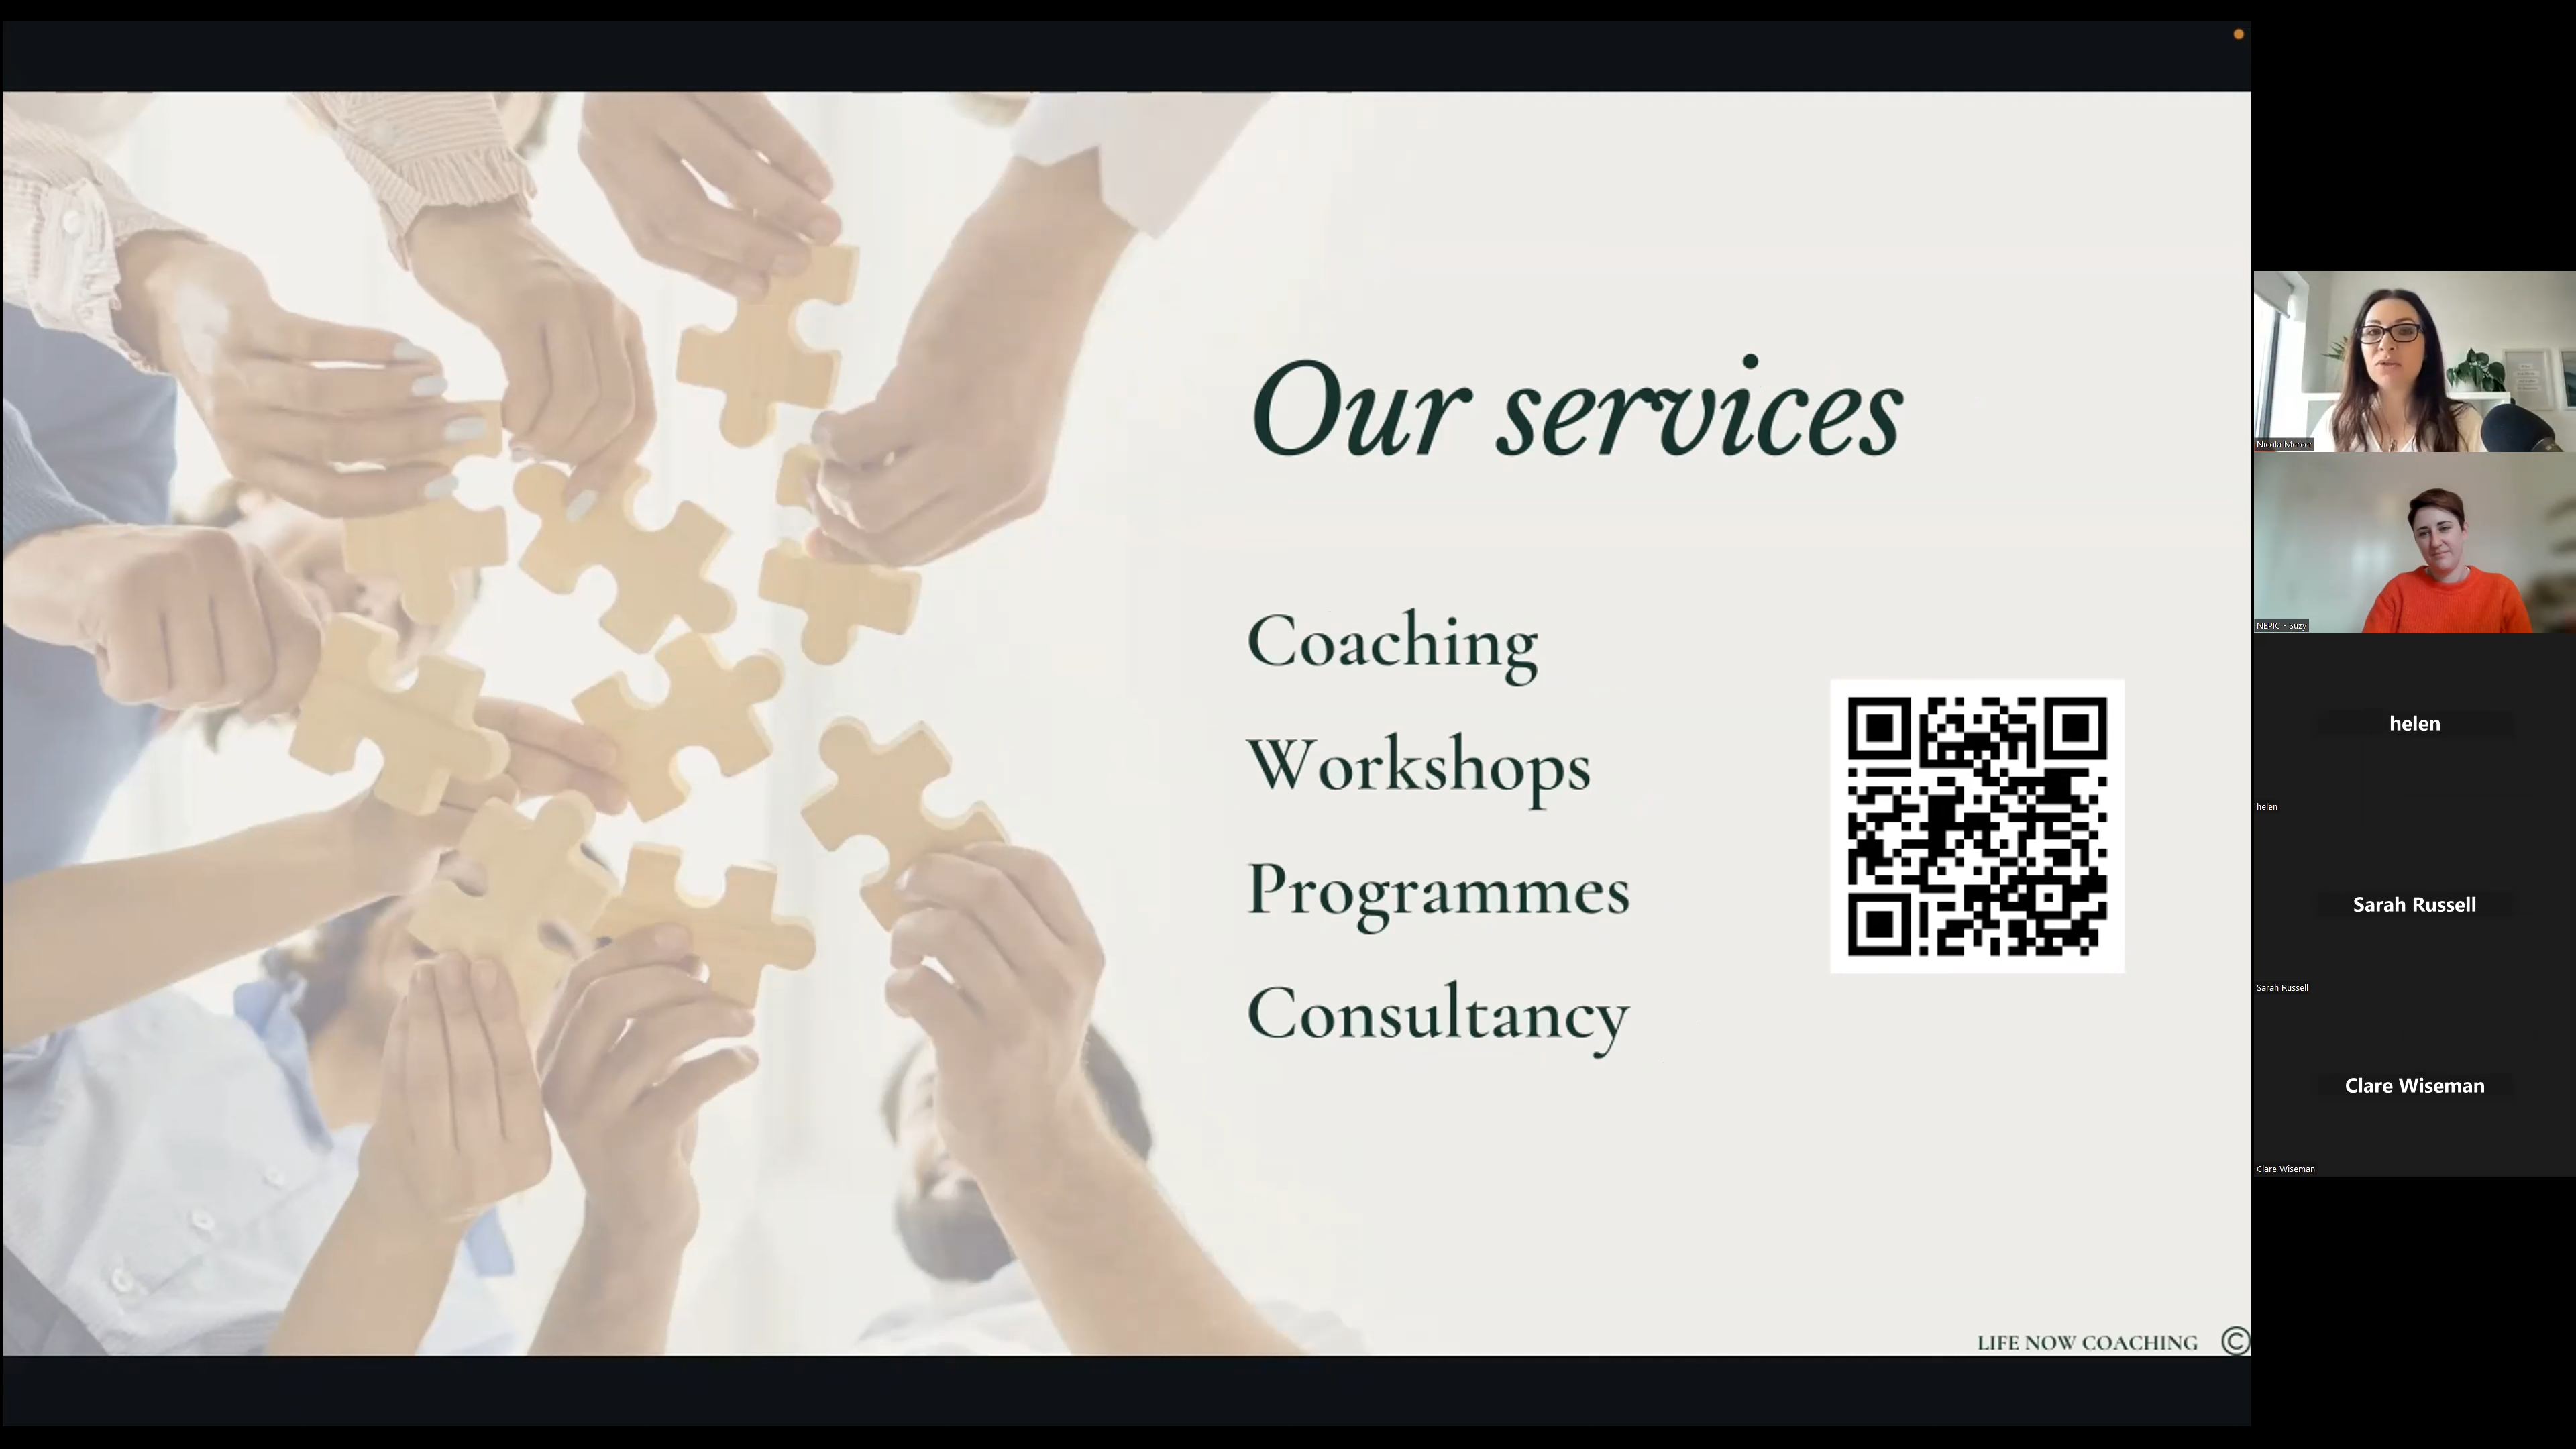 Our services
Coaching
Workshops
Programmes
Consultancy
LIFE NOW COACHING ©
Nicola Mercer
NEPIC - Suzy
helen
helen
Sarah Russell
Sarah Russell
Clare Wiseman
Clare Wiseman